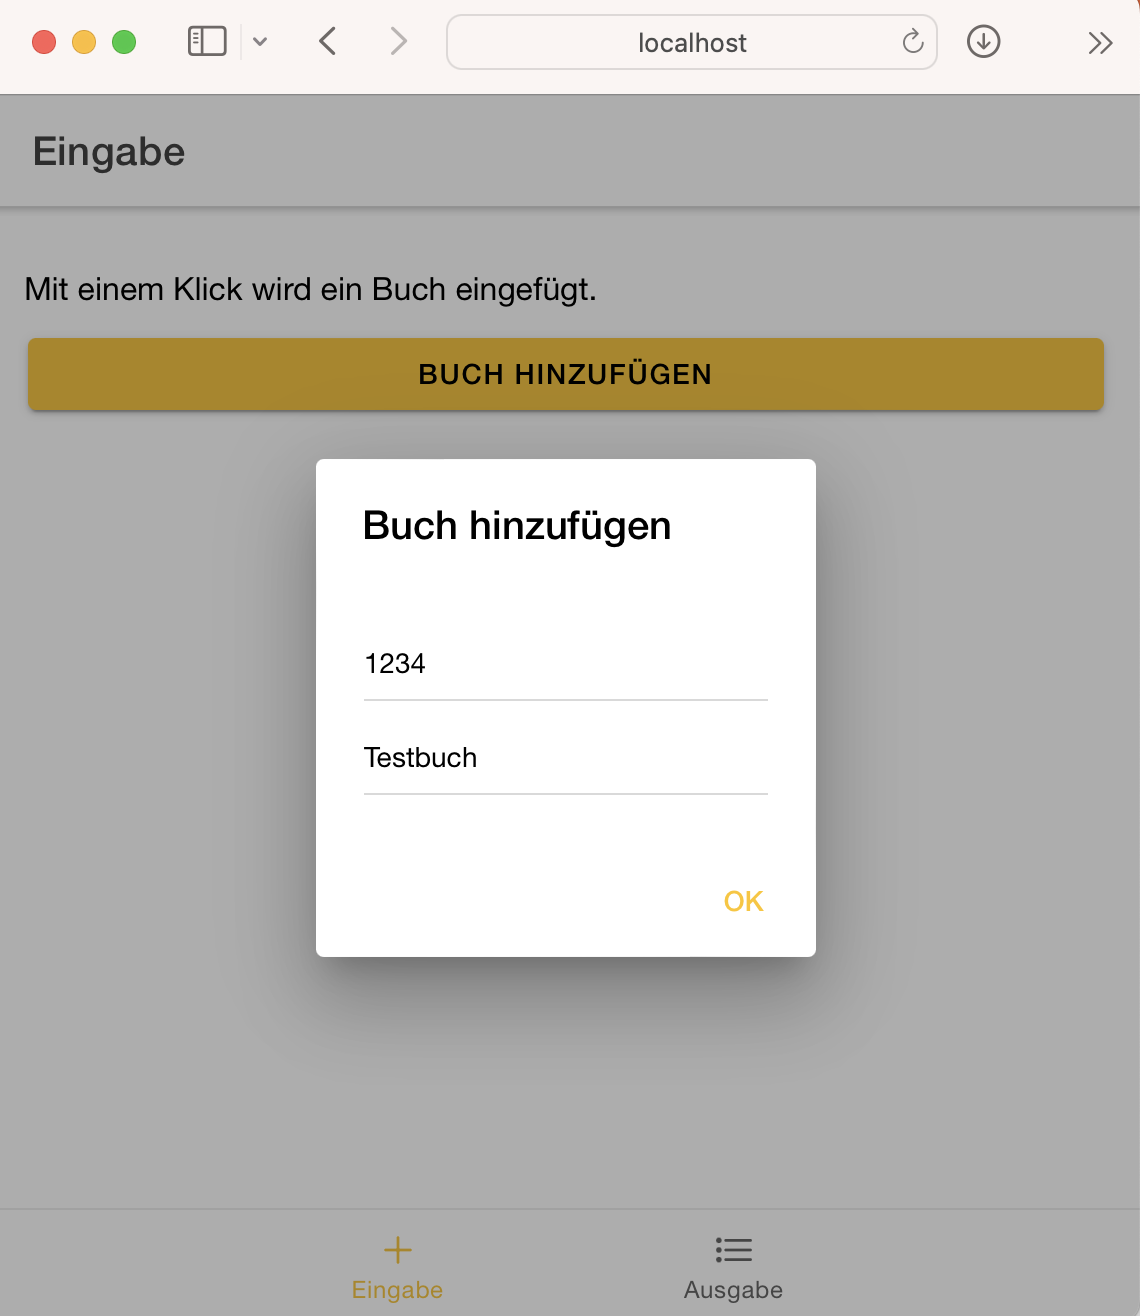 localhost
Eingabe
Mit einem Klick wird ein Buch eingefügt.
BUCH HINZUFÜGEN
Buch hinzufügen
1234
Testbuch
OK
Eingabe
Ausgabe